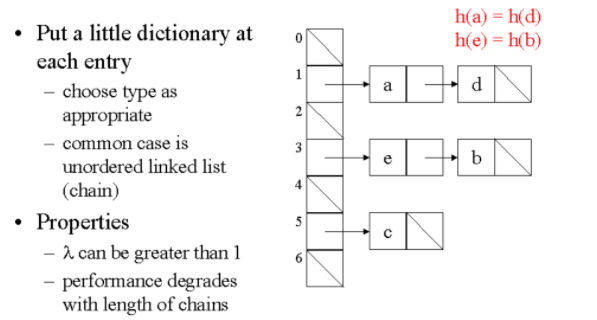 • Put a little dictionary at
each entry
– choose type as
appropriate
– common case is
unordered linked list
(chain)
• Properties
– λ can be greater than 1
– performance degrades
with length of chains
h(a) = h(d)
h(e) = h(b)
0
1
a
d
2
3
e
b
4
5
c
6